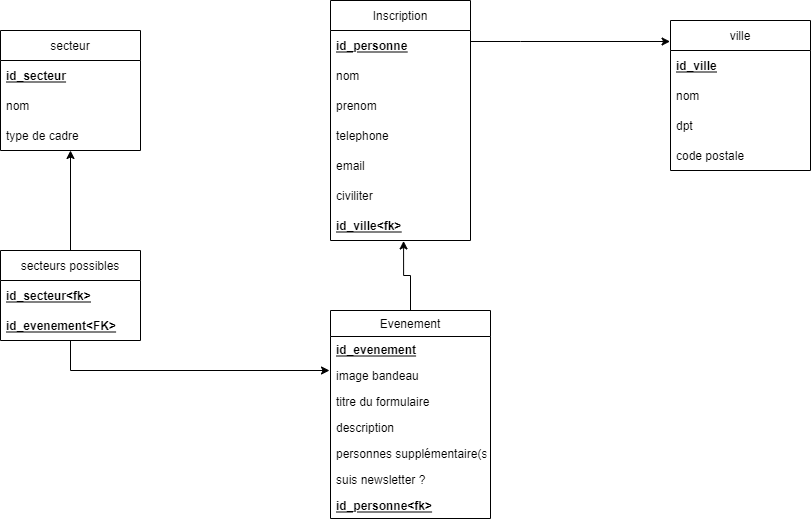 secteur
id_secteur
nom
type de cadre
Inscription
id_personne
nom
prenom
telephone
email
civiliter
id_ville<fk>
ville
id_ville
nom
dpt
code postale
secteurs possibles
id_secteur<fk>
id_evenement<FK>
Evenement
id_evenement
image bandeau
titre du formulaire
description
personnes supplémentaire(s
suis newsletter ?
id_personne<fk>